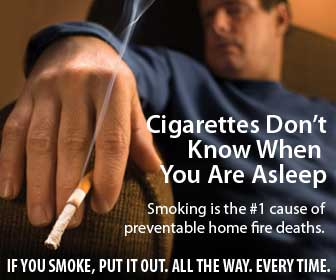 Cigarettes Don't
Know When
You Are Asleep
Smoking is the #1 cause of
preventable home fire deaths.
IF YOU SMOKE, PUT IT OUT. ALL THE WAY. EVERY TIME.